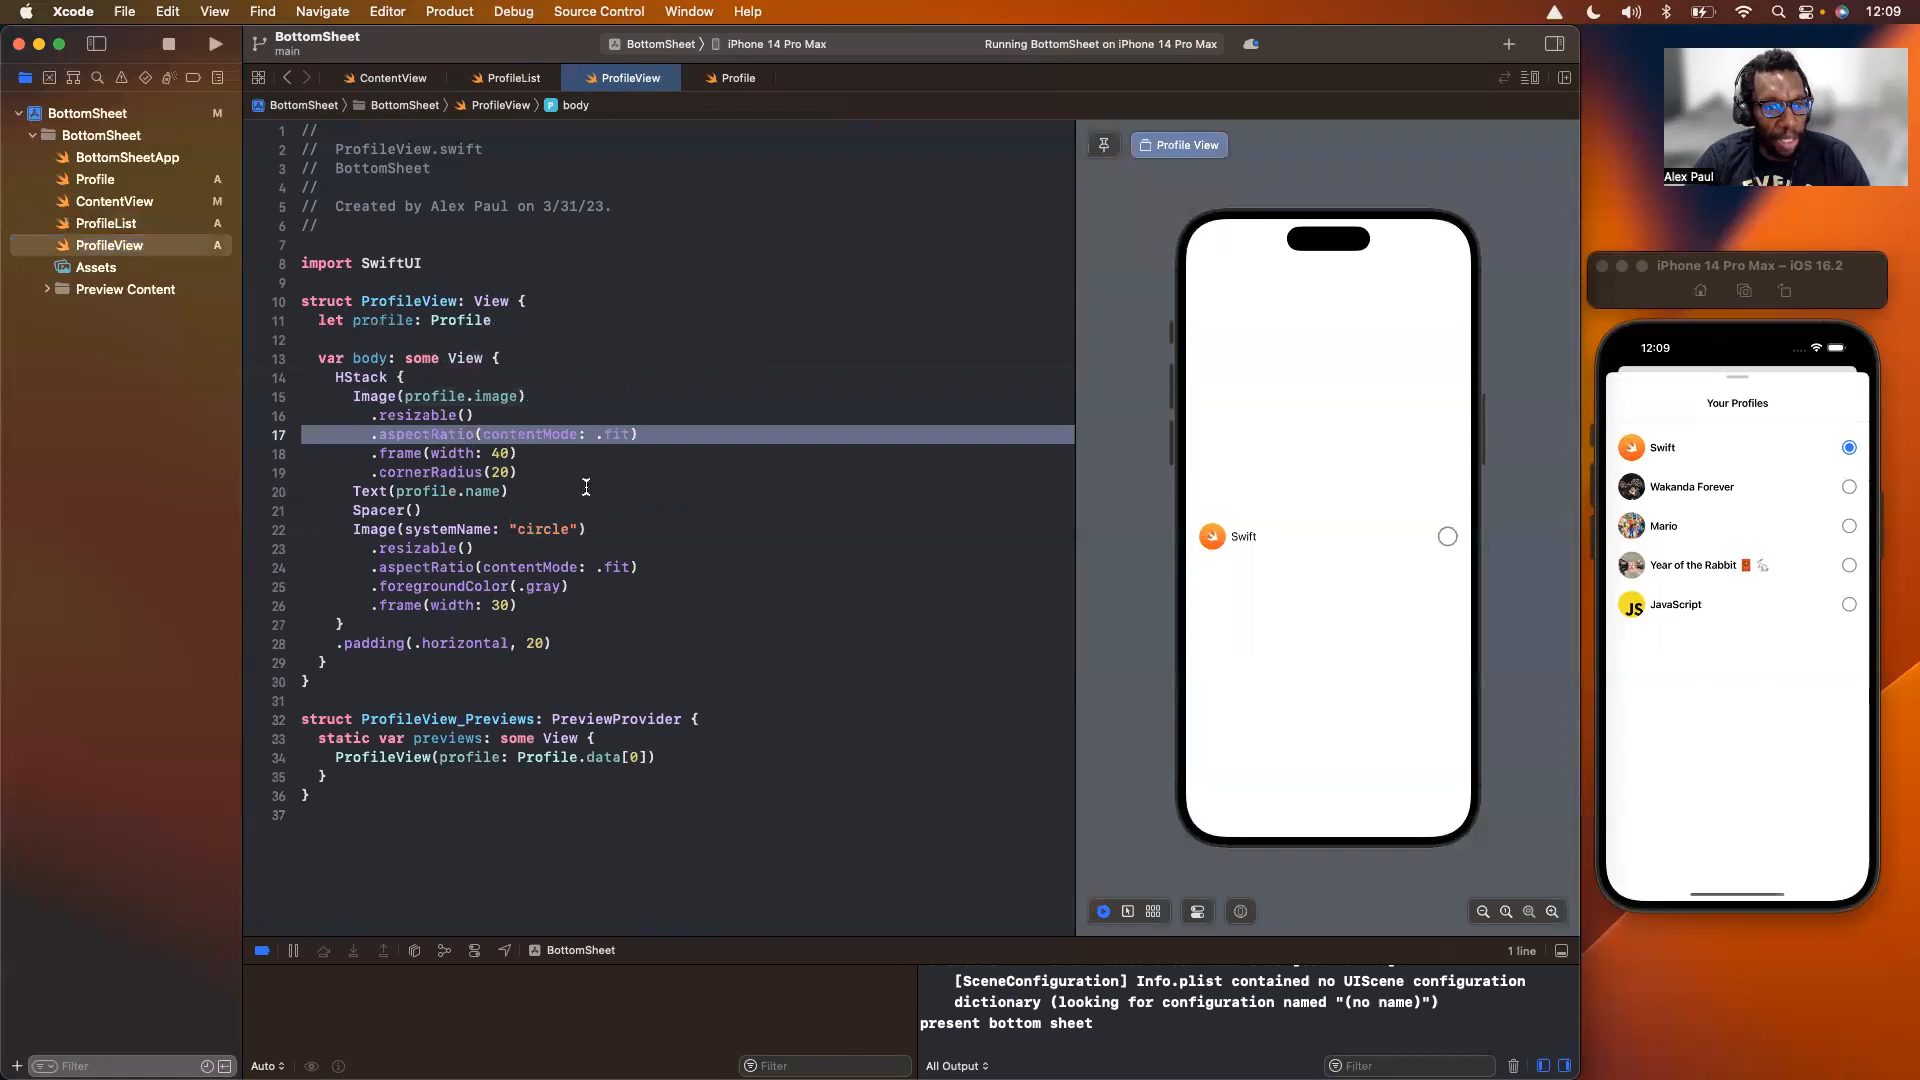 Xcode File Edit View Find Navigate Editor Product Debug Source Control Window Help 12:09
BottomSheet
main
BottomSheet iPhone 14 Pro Max Running BottomSheet on iPhone 14 Pro Max
ContentView ProfileList ProfileView Profile
BottomSheet BottomSheet ProfileView P body
BottomSheet M
BottomSheet
BottomSheetApp
Profile A
ContentView M
ProfileList A
ProfileView A
Assets
Preview Content
1 //
2 //  ProfileView.swift
3 //  BottomSheet
4 //
5 //  Created by Alex Paul on 3/31/23.
6 //
7
8 import SwiftUI
9
10 struct ProfileView: View {
11   let profile: Profile
12
13   var body: some View {
14     HStack {
15       Image(profile.image)
16         .resizable()
17         .aspectRatio(contentMode: .fit)
18         .frame(width: 40)
19         .cornerRadius(20)
20       Text(profile.name)
21       Spacer()
22       Image(systemName: "circle")
23         .resizable()
24         .aspectRatio(contentMode: .fit)
25         .foregroundColor(.gray)
26         .frame(width: 30)
27     }
28     .padding(.horizontal, 20)
29   }
30 }
31
32 struct ProfileView_Previews: PreviewProvider {
33   static var previews: some View {
34     ProfileView(profile: Profile.data[0])
35   }
36 }
37
Profile View
Swift
Alex Paul
iPhone 14 Pro Max – iOS 16.2
12:09
Your Profiles
Swift
Wakanda Forever
Mario
Year of the Rabbit 🧧 🐇
JS JavaScript
BottomSheet
1 line
[SceneConfiguration] Info.plist contained no UIScene configuration
dictionary (looking for configuration named "(no name)")
present bottom sheet
Filter
Auto
Filter
All Output
Filter